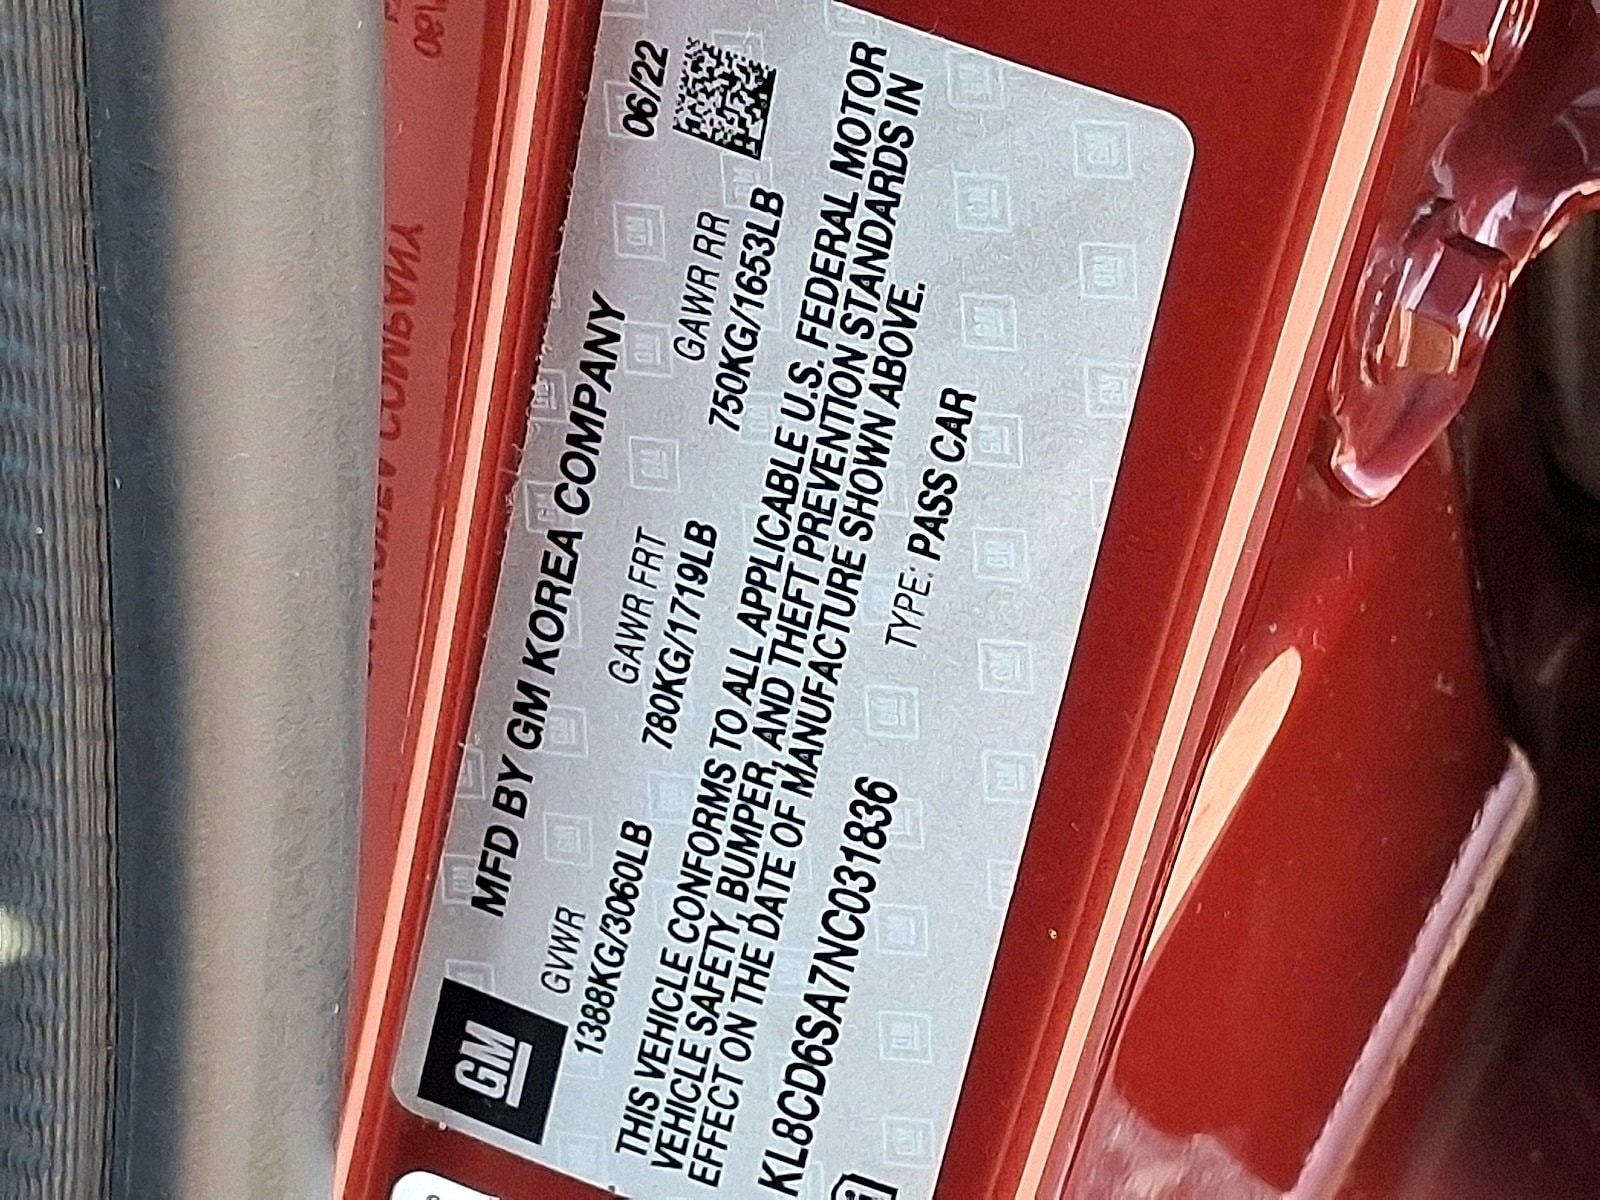 GM
MFD BY GM KOREA COMPANY
06/22
GVWR
GAWR FRT
GAWR RR
1388KG/3060LB
780KG/1719LB
750KG/1653LB
THIS VEHICLE CONFORMS TO ALL APPLICABLE U.S. FEDERAL MOTOR
VEHICLE SAFETY, BUMPER, AND THEFT PREVENTION STANDARDS IN
EFFECT ON THE DATE OF MANUFACTURE SHOWN ABOVE.
KL8CD6SA7NC031836
TYPE: PASS CAR